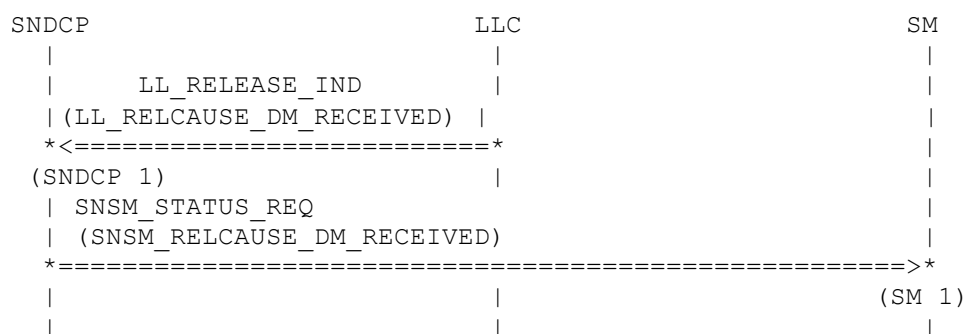 SNDCP LLC SM
| | |
| LL_RELEASE_IND | |
|(LL_RELCAUSE_DM_RECEIVED) | |
*<==========================* |
(SNDCP 1) | |
| SNSM_STATUS_REQ |
| (SNSM_RELCAUSE_DM_RECEIVED) |
*=====================================================>*
| | (SM 1)
| | |